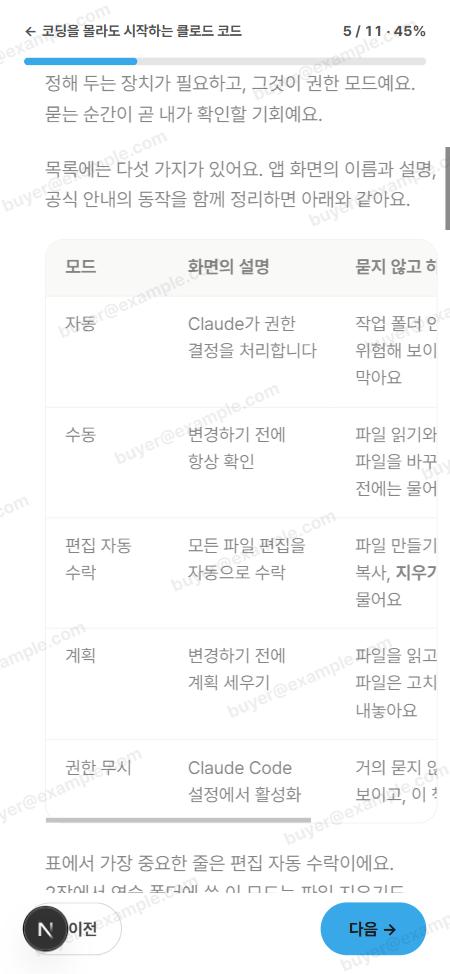 ← 코딩을 몰라도 시작하는 클로드 코드 5 / 11 · 45%
정해 두는 장치가 필요하고, 그것이 권한 모드예요.
묻는 순간이 곧 내가 확인할 기회예요.
목록에는 다섯 가지가 있어요. 앱 화면의 이름과 설명,
공식 안내의 동작을 함께 정리하면 아래와 같아요.
모드 화면의 설명 묻지 않고
자동 Claude가 권한 작업 폴더
결정을 처리합니다 위험해 보이
막아요
수동 변경하기 전에 파일 읽기와
항상 확인 파일을 바꾸
전에는 물어
편집 자동 모든 파일 편집을 파일 만들기
수락 자동으로 수락 복사, 지우기
물어요
계획 변경하기 전에 파일을 읽고
계획 세우기 파일은 고치
내놓아요
권한 무시 Claude Code 거의 묻지
설정에서 활성화 보이고, 이
표에서 가장 중요한 줄은 편집 자동 수락이에요.
N 이전 다음 →
buyer@example.com